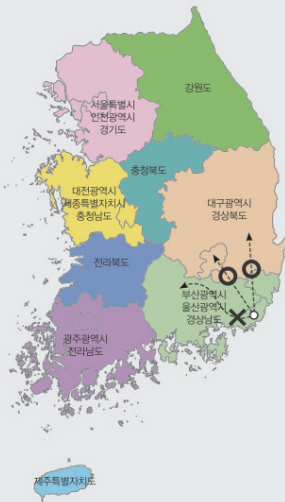 서울특별시
인천광역시
경기도
강원도
충청북도
대전광역시
세종특별자치시
충청남도
대구광역시
경상북도
전라북도
부산광역시
울산광역시
경상남도
광주광역시
전라남도
제주특별자치도